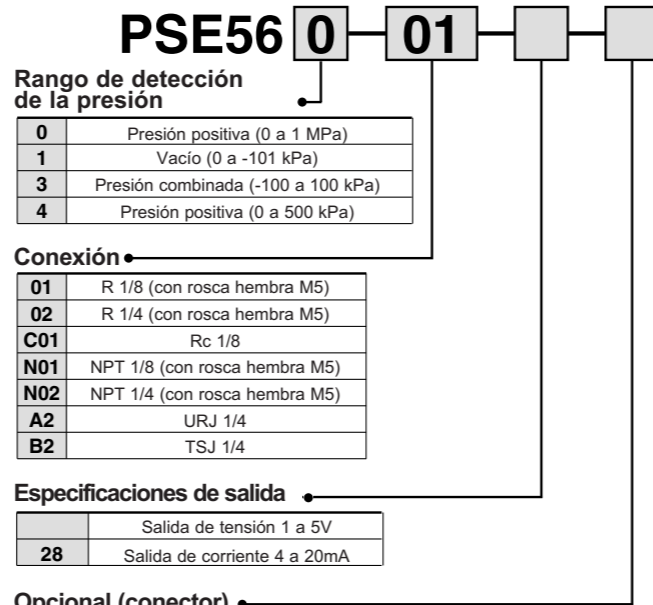 PSE56 0 01
Rango de detección
de la presión
0 Presión positiva (0 a 1 MPa)
1 Vacío (0 a -101 kPa)
3 Presión combinada (-100 a 100 kPa)
4 Presión positiva (0 a 500 kPa)
Conexión
01 R 1/8 (con rosca hembra M5)
02 R 1/4 (con rosca hembra M5)
C01 Rc 1/8
N01 NPT 1/8 (con rosca hembra M5)
N02 NPT 1/4 (con rosca hembra M5)
A2 URJ 1/4
B2 TSJ 1/4
Especificaciones de salida
Salida de tensión 1 a 5V
28 Salida de corriente 4 a 20mA
Opcional (conector)